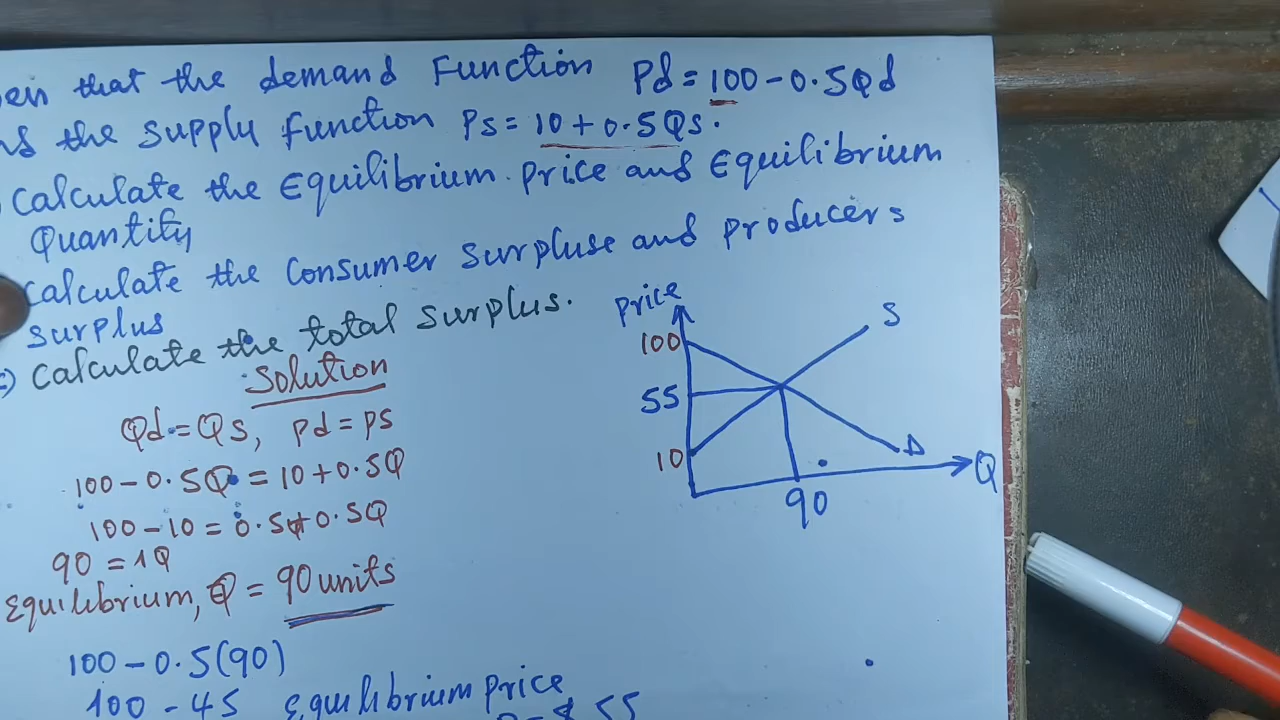 that the demand Function Pd = 100 - 0.5Qd
the supply function Ps = 10 + 0.5Qs.
Calculate the Equilibrium price and Equilibrium
Quantity
Calculate the Consumer Surpluse and producers
surplus
c) Calculate the total surplus.
Solution
Qd = Qs, Pd = Ps
100 - 0.5Q = 10 + 0.5Q
100 - 10 = 0.5Q + 0.5Q
90 = 1Q
Equilibrium, Q = 90 units
100 - 0.5(90)
100 - 45 Equilibrium price
55
price
100
55
10
S
D
Q
90